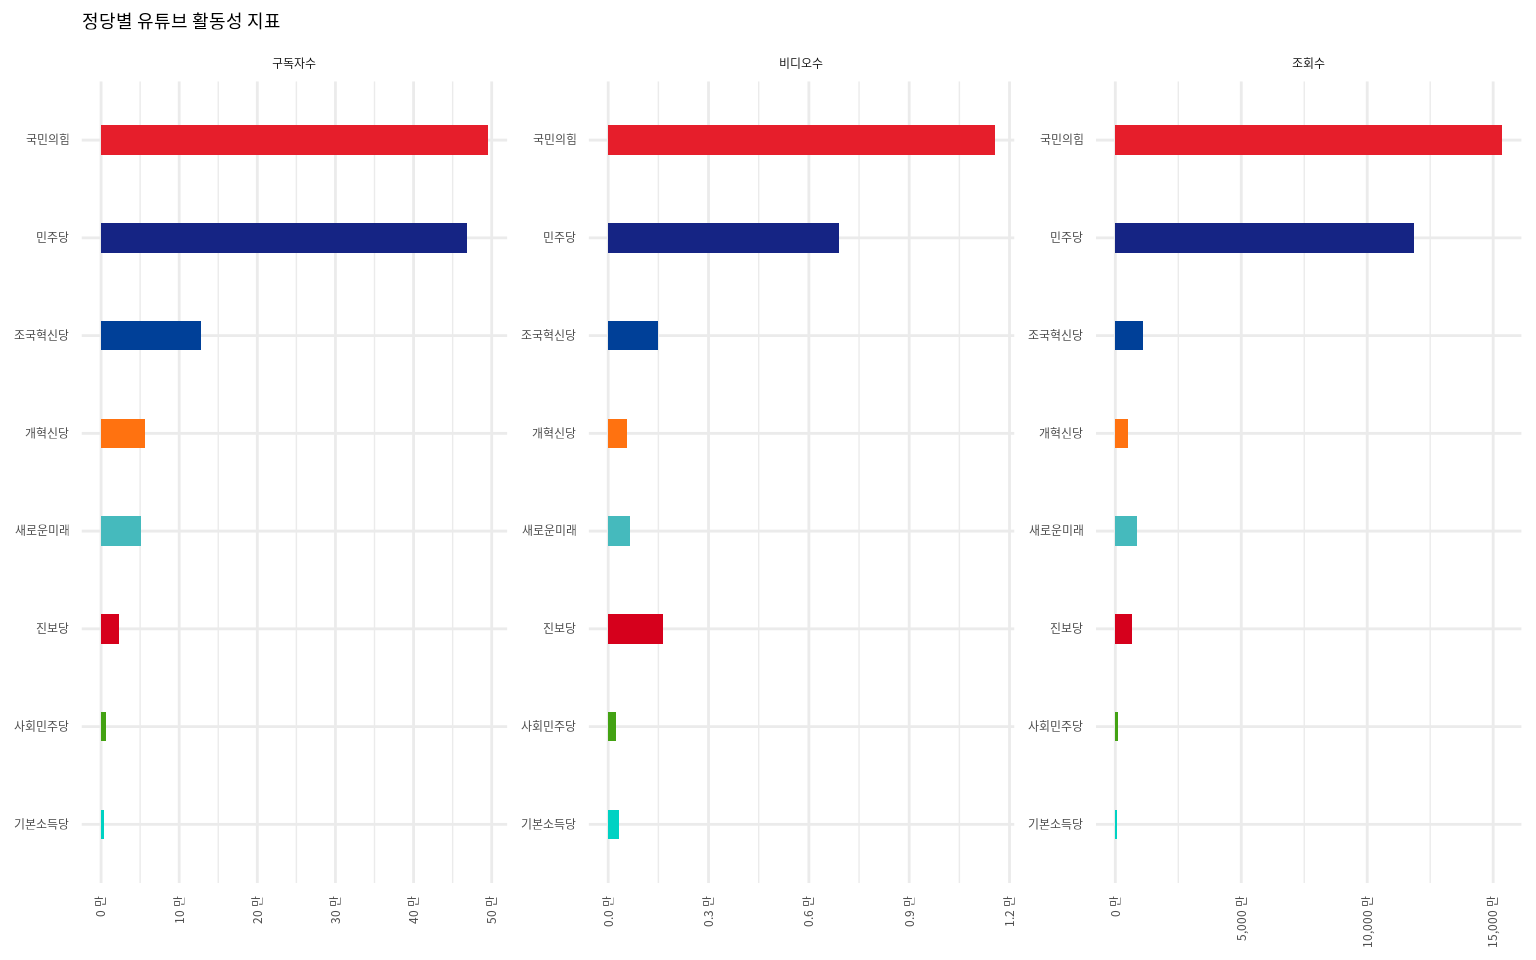 정당별 유튜브 활동성 지표
구독자수
국민의힘
민주당
조국혁신당
개혁신당
새로운미래
진보당
사회민주당
기본소득당
0 만
10 만
20 만
30 만
40 만
50 만
비디오수
국민의힘
민주당
조국혁신당
개혁신당
새로운미래
진보당
사회민주당
기본소득당
0.0 만
0.3 만
0.6 만
0.9 만
1.2 만
조회수
국민의힘
민주당
조국혁신당
개혁신당
새로운미래
진보당
사회민주당
기본소득당
0 만
5,000 만
10,000 만
15,000 만